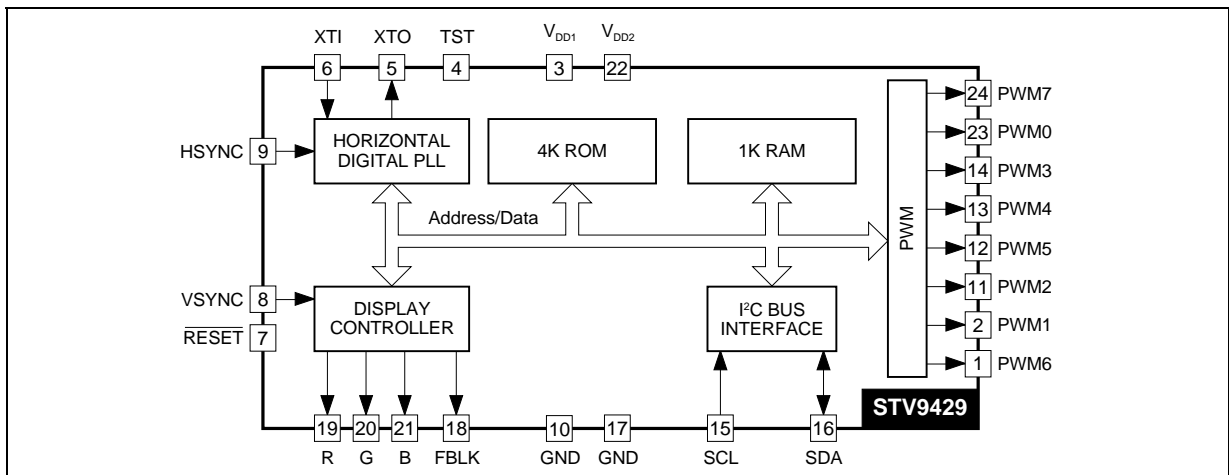 XTI XTO TST VDD1 VDD2
6 5 4 3 22
24 PWM7
HORIZONTAL
DIGITAL PLL
4K ROM
1K RAM
23 PWM0
HSYNC 9
14 PWM3
13 PWM4
Address/Data
PWM
12 PWM5
11 PWM2
VSYNC 8
DISPLAY
CONTROLLER
I²C BUS
INTERFACE
RESET 7
2 PWM1
1 PWM6
STV9429
19 20 21 18 10 17 15 16
R G B FBLK GND GND SCL SDA